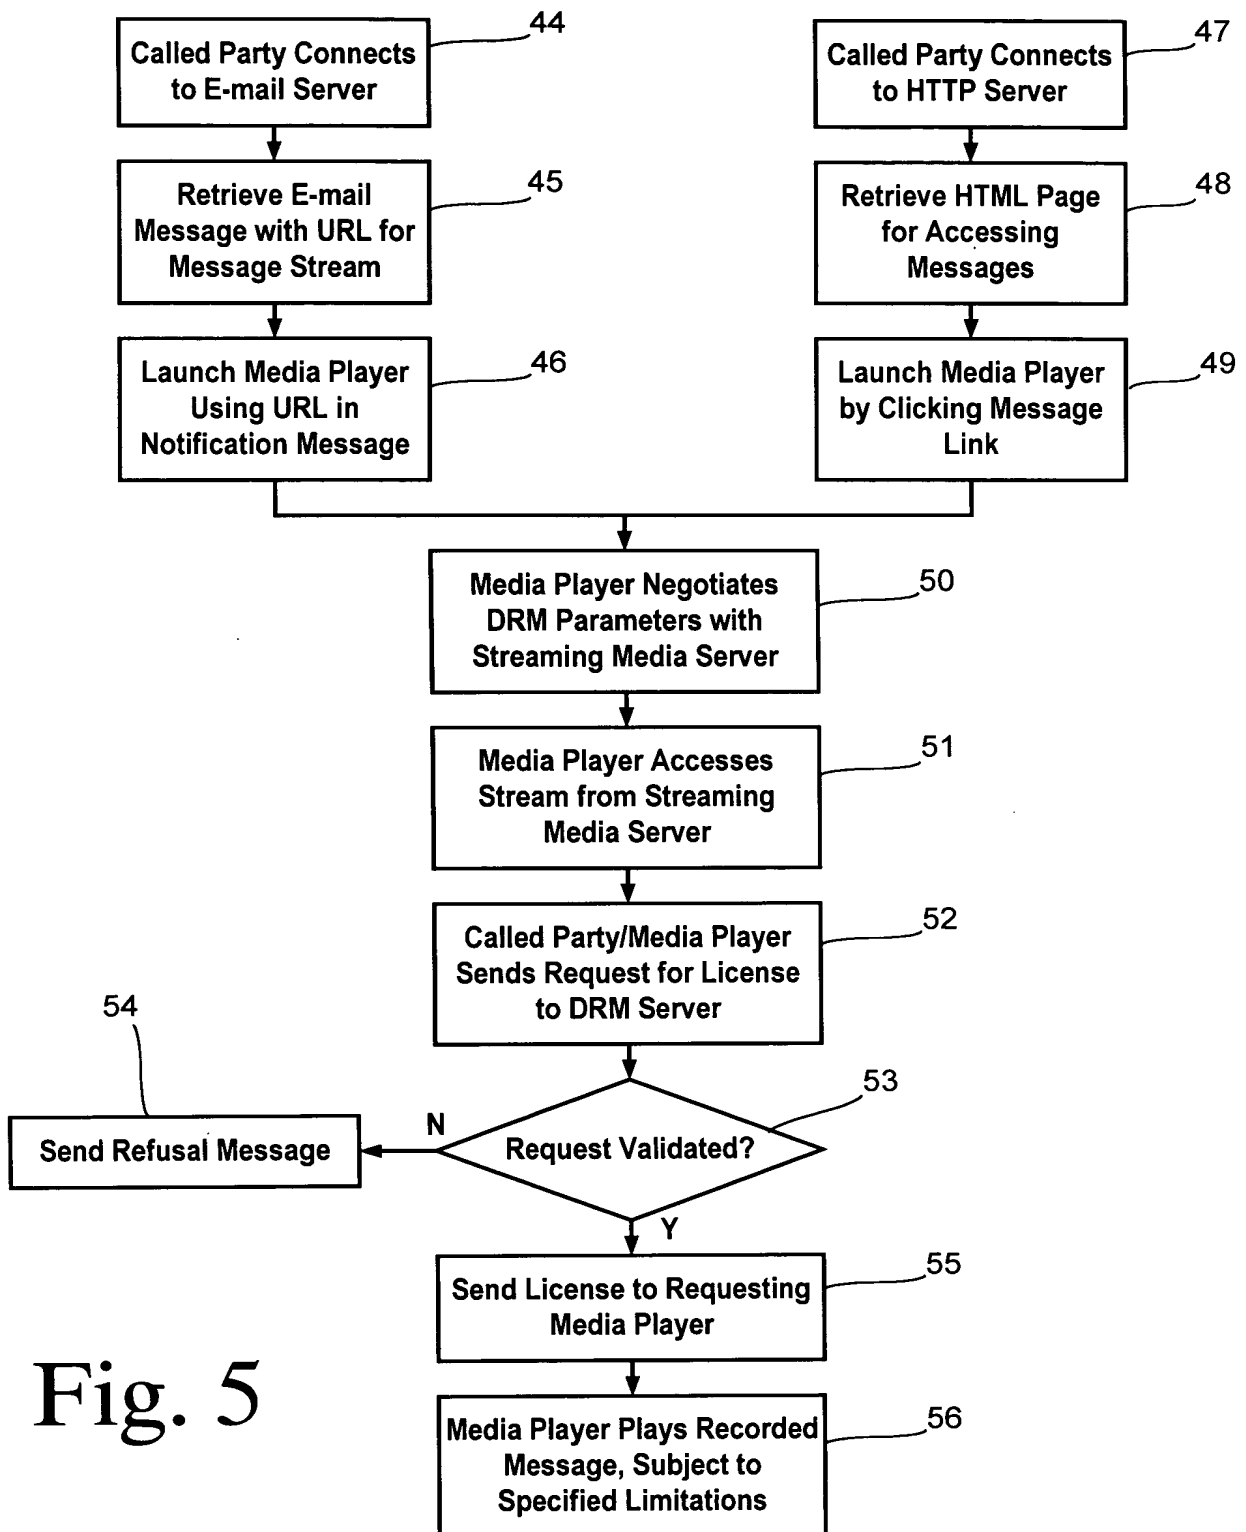 44
Called Party Connects
to E-mail Server
45
Retrieve E-mail
Message with URL for
Message Stream
46
Launch Media Player
Using URL in
Notification Message
47
Called Party Connects
to HTTP Server
48
Retrieve HTML Page
for Accessing
Messages
49
Launch Media Player
by Clicking Message
Link
50
Media Player Negotiates
DRM Parameters with
Streaming Media Server
51
Media Player Accesses
Stream from Streaming
Media Server
52
Called Party/Media Player
Sends Request for License
to DRM Server
53
Request Validated?
N
54
Send Refusal Message
Y
55
Send License to Requesting
Media Player
56
Media Player Plays Recorded
Message, Subject to
Specified Limitations
Fig. 5